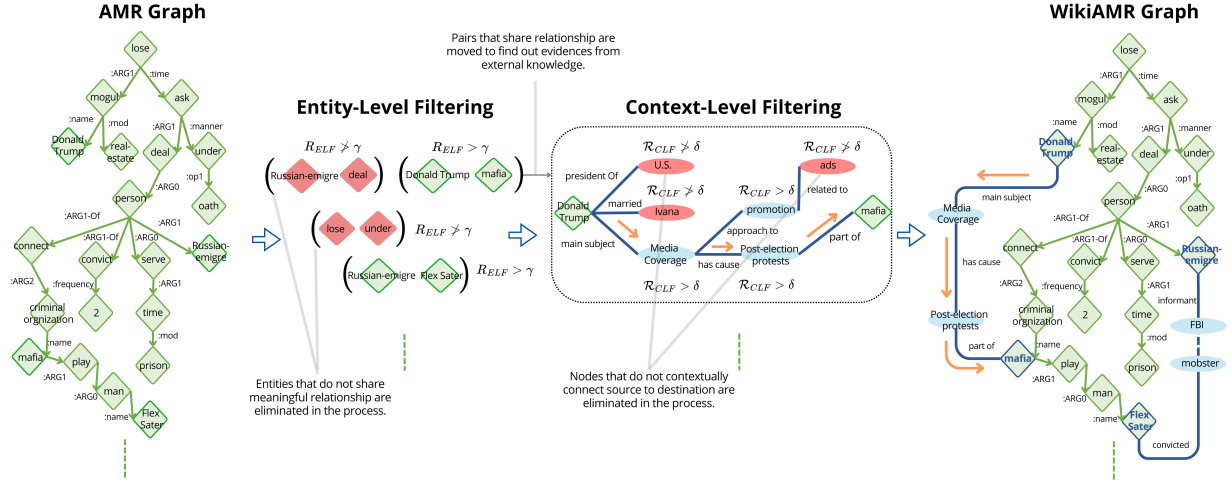 AMR Graph
lose
:ARG1
:time
mogul
ask
:name
:mod
:ARG1
:manner
Donald
Trump
real-
estate
deal
under
:ARG0
:op1
person
oath
:ARG1-Of
:ARG1
:ARG1-Of
:ARG0
connect
convict
serve
Russian-
emigre
:ARG2
:frequency
:ARG1
criminal
orgnization
2
time
:name
:mod
mafia
play
prison
:ARG1
man
:ARG0
:name
Flex
Sater
Entity-Level Filtering
R_ELF ≯ γ
R_ELF > γ
(Russian-emigre deal)
(Donald Trump mafia)
(lose under) R_ELF ≯ γ
(Russian-emigre Flex Sater) R_ELF > γ
Entities that do not share
meaningful relationship are
eliminated in the process.
Pairs that share relationship are
moved to find out evidences from
external knowledge.
Context-Level Filtering
R_CLF ≯ δ
R_CLF ≯ δ
U.S.
ads
president Of
R_CLF ≯ δ
R_CLF > δ
related to
married
Donald
Trump
Ivana
promotion
mafia
main subject
approach to
part of
Media
Coverage
Post-election
protests
has cause
R_CLF > δ
R_CLF > δ
Nodes that do not contextually
connect source to destination are
eliminated in the process.
WikiAMR Graph
lose
:ARG1
:time
mogul
ask
:name
:mod
:ARG1
:manner
Donald
Trump
real-
estate
deal
under
:ARG0
:op1
main subject
person
oath
Media
Coverage
:ARG1-Of
:ARG1
:ARG1-Of
:ARG0
connect
convict
serve
Russian-
emigre
has cause
:ARG2
:frequency
:ARG1
informant
criminal
orgnization
2
time
FBI
Post-election
protests
:name
:mod
part of
mafia
play
prison
mobster
:ARG1
man
:ARG0
:name
Flex
Sater
convicted